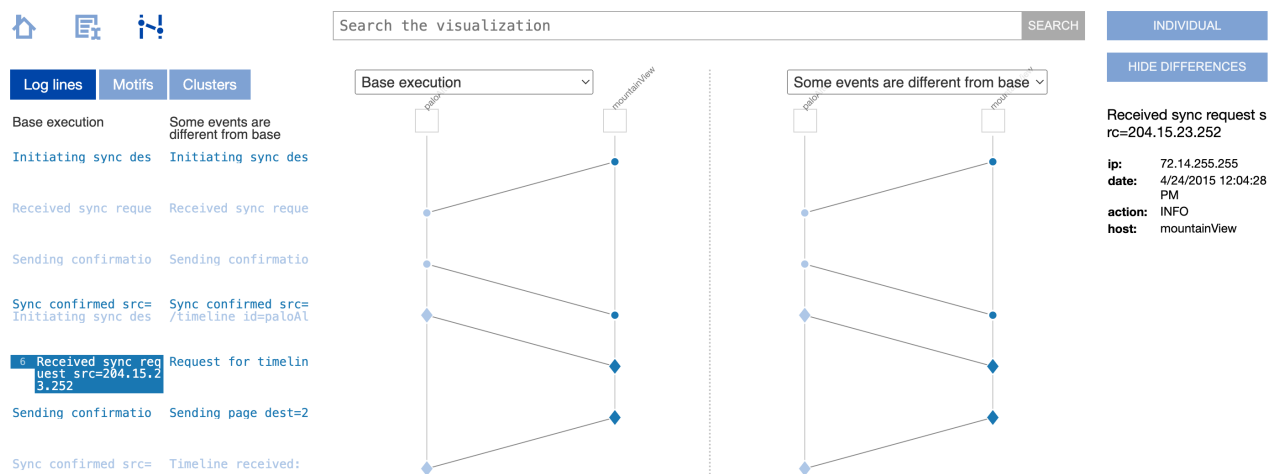 Search the visualization
SEARCH
INDIVIDUAL
HIDE DIFFERENCES
Log lines
Motifs
Clusters
Base execution
Some events are different from base
mountainView
Base execution
Some events are
different from base
Initiating sync des
Initiating sync des
Received sync reque
Received sync reque
Sending confirmatio
Sending confirmatio
Sync confirmed src=
Sync confirmed src=
Initiating sync des
/timeline id=paloAl
6 Received sync req
uest src=204.15.2
3.252
Request for timelin
Sending confirmatio
Sending page dest=2
Sync confirmed src=
Timeline received:
Received sync request s
rc=204.15.23.252
ip: 72.14.255.255
date: 4/24/2015 12:04:28
PM
action: INFO
host: mountainView